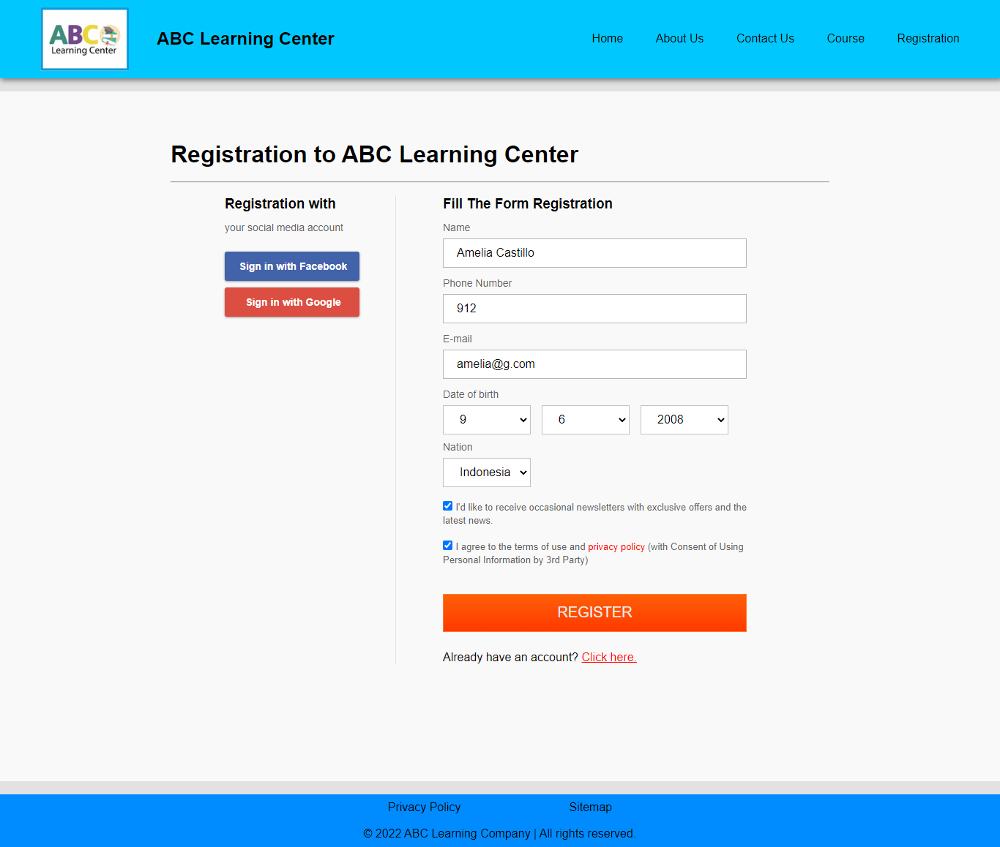 ABC
Learning Center
ABC Learning Center
Home
About Us
Contact Us
Course
Registration
Registration to ABC Learning Center
Registration with
your social media account
Sign in with Facebook
Sign in with Google
Fill The Form Registration
Name
Amelia Castillo
Phone Number
912
E-mail
amelia@g.com
Date of birth
9
6
2008
Nation
Indonesia
I'd like to receive occasional newsletters with exclusive offers and the
latest news.
I agree to the terms of use and privacy policy (with Consent of Using
Personal Information by 3rd Party)
REGISTER
Already have an account? Click here.
Privacy Policy
Sitemap
© 2022 ABC Learning Company | All rights reserved.